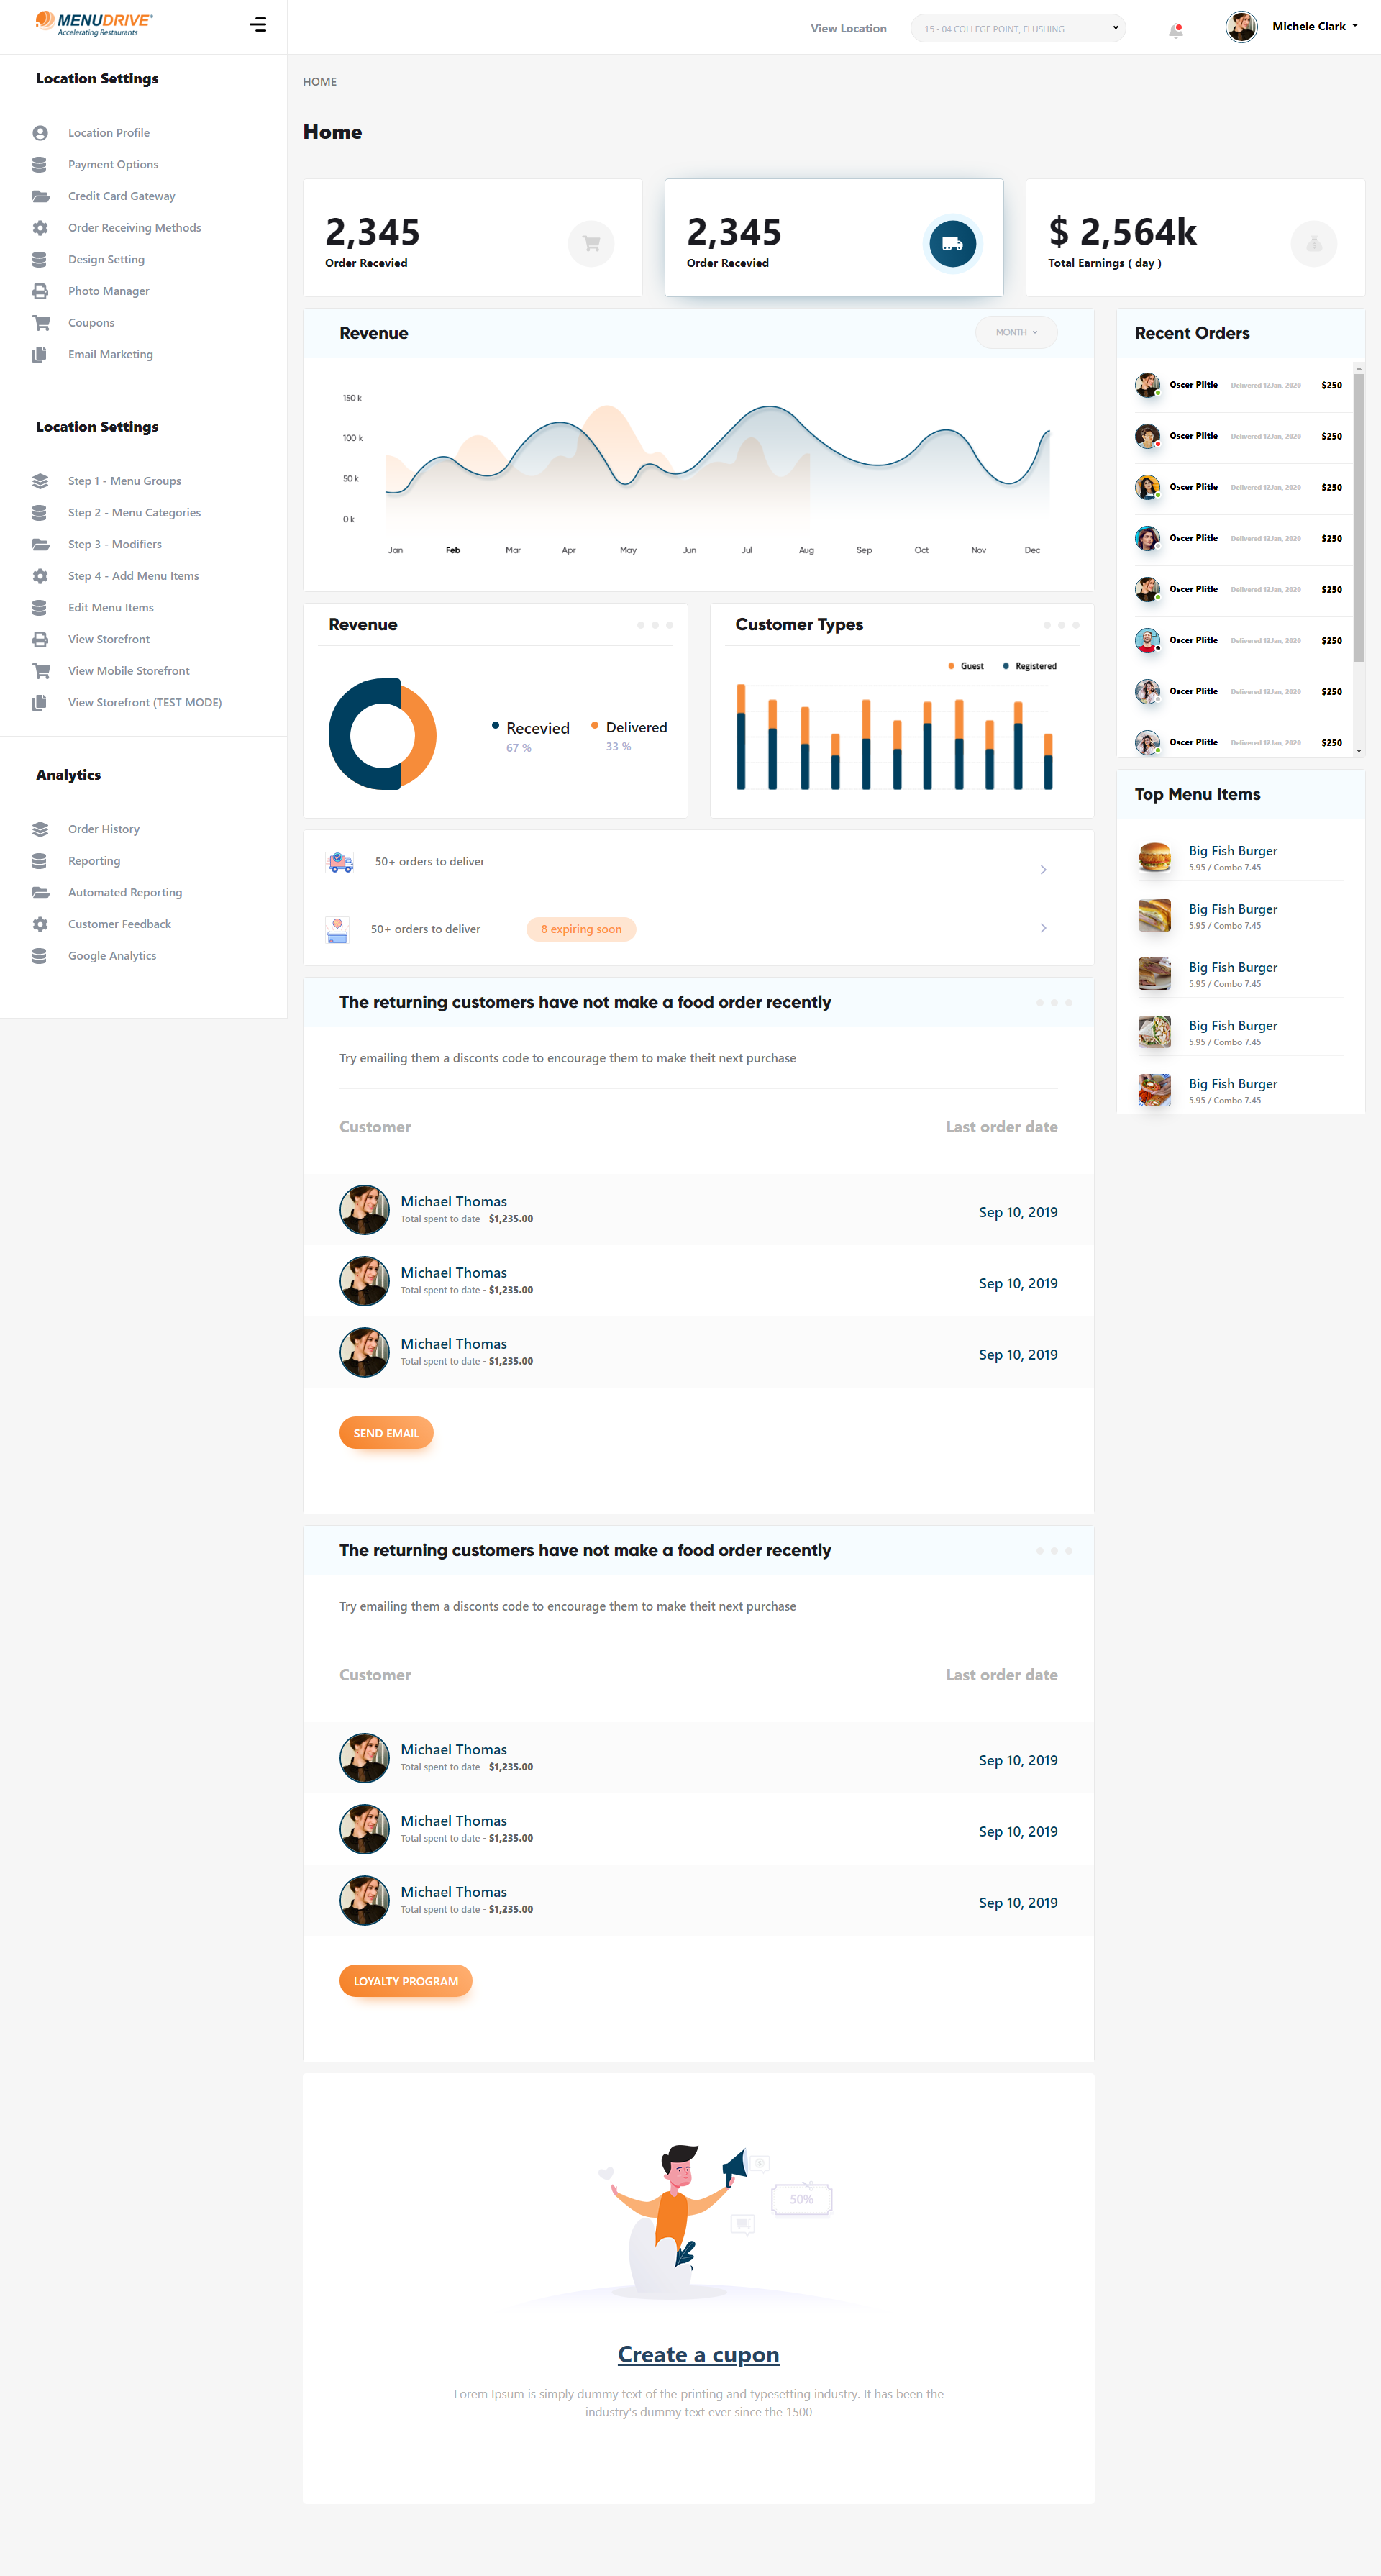 MENUDRIVE
Accelerating Restaurants
View Location
15 - 04 COLLEGE POINT, FLUSHING
Michele Clark
Location Settings
Location Profile
Payment Options
Credit Card Gateway
Order Receiving Methods
Design Setting
Photo Manager
Coupons
Email Marketing
Location Settings
Step 1 - Menu Groups
Step 2 - Menu Categories
Step 3 - Modifiers
Step 4 - Add Menu Items
Edit Menu Items
View Storefront
View Mobile Storefront
View Storefront (TEST MODE)
Analytics
Order History
Reporting
Automated Reporting
Customer Feedback
Google Analytics
HOME
Home
2,345
Order Recevied
2,345
Order Recevied
$ 2,564k
Total Earnings ( day )
Revenue
MONTH
150 k
100 k
50 k
0 k
Jan Feb Mar Apr May Jun Jul Aug Sep Oct Nov Dec
Revenue
Recevied
67 %
Delivered
33 %
Customer Types
Guest
Registered
50+ orders to deliver
50+ orders to deliver
8 expiring soon
The returning customers have not make a food order recently
Try emailing them a disconts code to encourage them to make theit next purchase
Customer
Last order date
Michael Thomas
Total spent to date - $1,235.00
Sep 10, 2019
Michael Thomas
Total spent to date - $1,235.00
Sep 10, 2019
Michael Thomas
Total spent to date - $1,235.00
Sep 10, 2019
SEND EMAIL
The returning customers have not make a food order recently
Try emailing them a disconts code to encourage them to make theit next purchase
Customer
Last order date
Michael Thomas
Total spent to date - $1,235.00
Sep 10, 2019
Michael Thomas
Total spent to date - $1,235.00
Sep 10, 2019
Michael Thomas
Total spent to date - $1,235.00
Sep 10, 2019
LOYALTY PROGRAM
50%
Create a cupon
Lorem Ipsum is simply dummy text of the printing and typesetting industry. It has been the
industry's dummy text ever since the 1500
Recent Orders
Oscer Plitle Delivered 12Jan, 2020 $250
Oscer Plitle Delivered 12Jan, 2020 $250
Oscer Plitle Delivered 12Jan, 2020 $250
Oscer Plitle Delivered 12Jan, 2020 $250
Oscer Plitle Delivered 12Jan, 2020 $250
Oscer Plitle Delivered 12Jan, 2020 $250
Oscer Plitle Delivered 12Jan, 2020 $250
Oscer Plitle Delivered 12Jan, 2020 $250
Top Menu Items
Big Fish Burger
5.95 / Combo 7.45
Big Fish Burger
5.95 / Combo 7.45
Big Fish Burger
5.95 / Combo 7.45
Big Fish Burger
5.95 / Combo 7.45
Big Fish Burger
5.95 / Combo 7.45